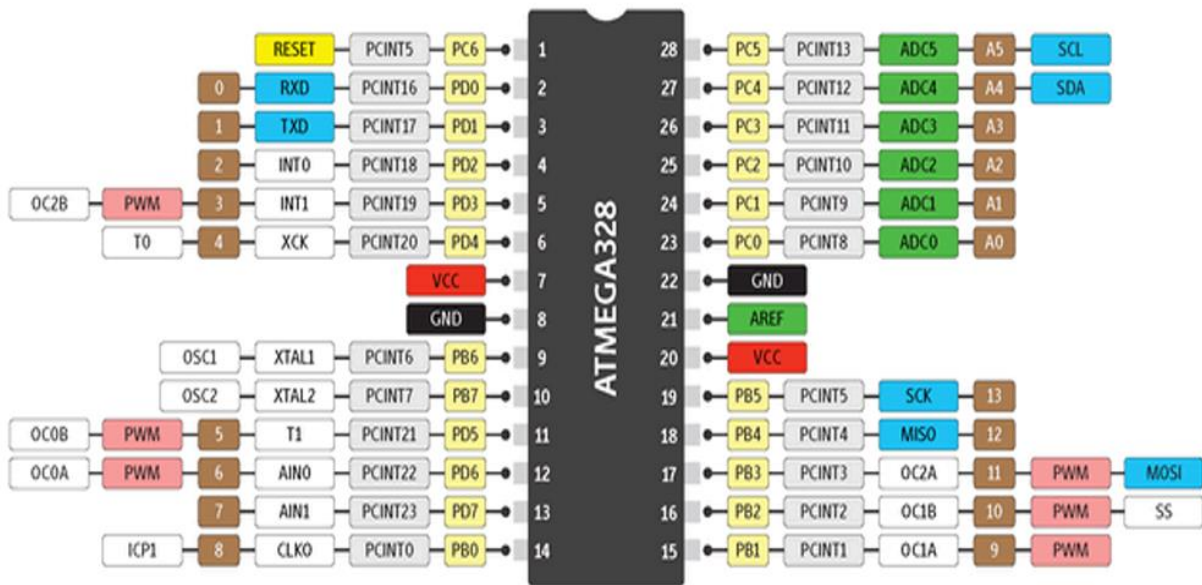 RESET PCINT5 PC6 1 28 PC5 PCINT13 ADC5 A5 SCL
0 RXD PCINT16 PD0 2 27 PC4 PCINT12 ADC4 A4 SDA
1 TXD PCINT17 PD1 3 26 PC3 PCINT11 ADC3 A3
2 INT0 PCINT18 PD2 4 25 PC2 PCINT10 ADC2 A2
OC2B PWM 3 INT1 PCINT19 PD3 5 24 PC1 PCINT9 ADC1 A1
T0 4 XCK PCINT20 PD4 6 23 PC0 PCINT8 ADC0 A0
VCC 7 22 GND
GND 8 21 AREF
OSC1 XTAL1 PCINT6 PB6 9 20 VCC
OSC2 XTAL2 PCINT7 PB7 10 19 PB5 PCINT5 SCK 13
OC0B PWM 5 T1 PCINT21 PD5 11 18 PB4 PCINT4 MISO 12
OC0A PWM 6 AIN0 PCINT22 PD6 12 17 PB3 PCINT3 OC2A 11 PWM MOSI
7 AIN1 PCINT23 PD7 13 16 PB2 PCINT2 OC1B 10 PWM SS
ICP1 8 CLKO PCINT0 PB0 14 15 PB1 PCINT1 OC1A 9 PWM
ATMEGA328